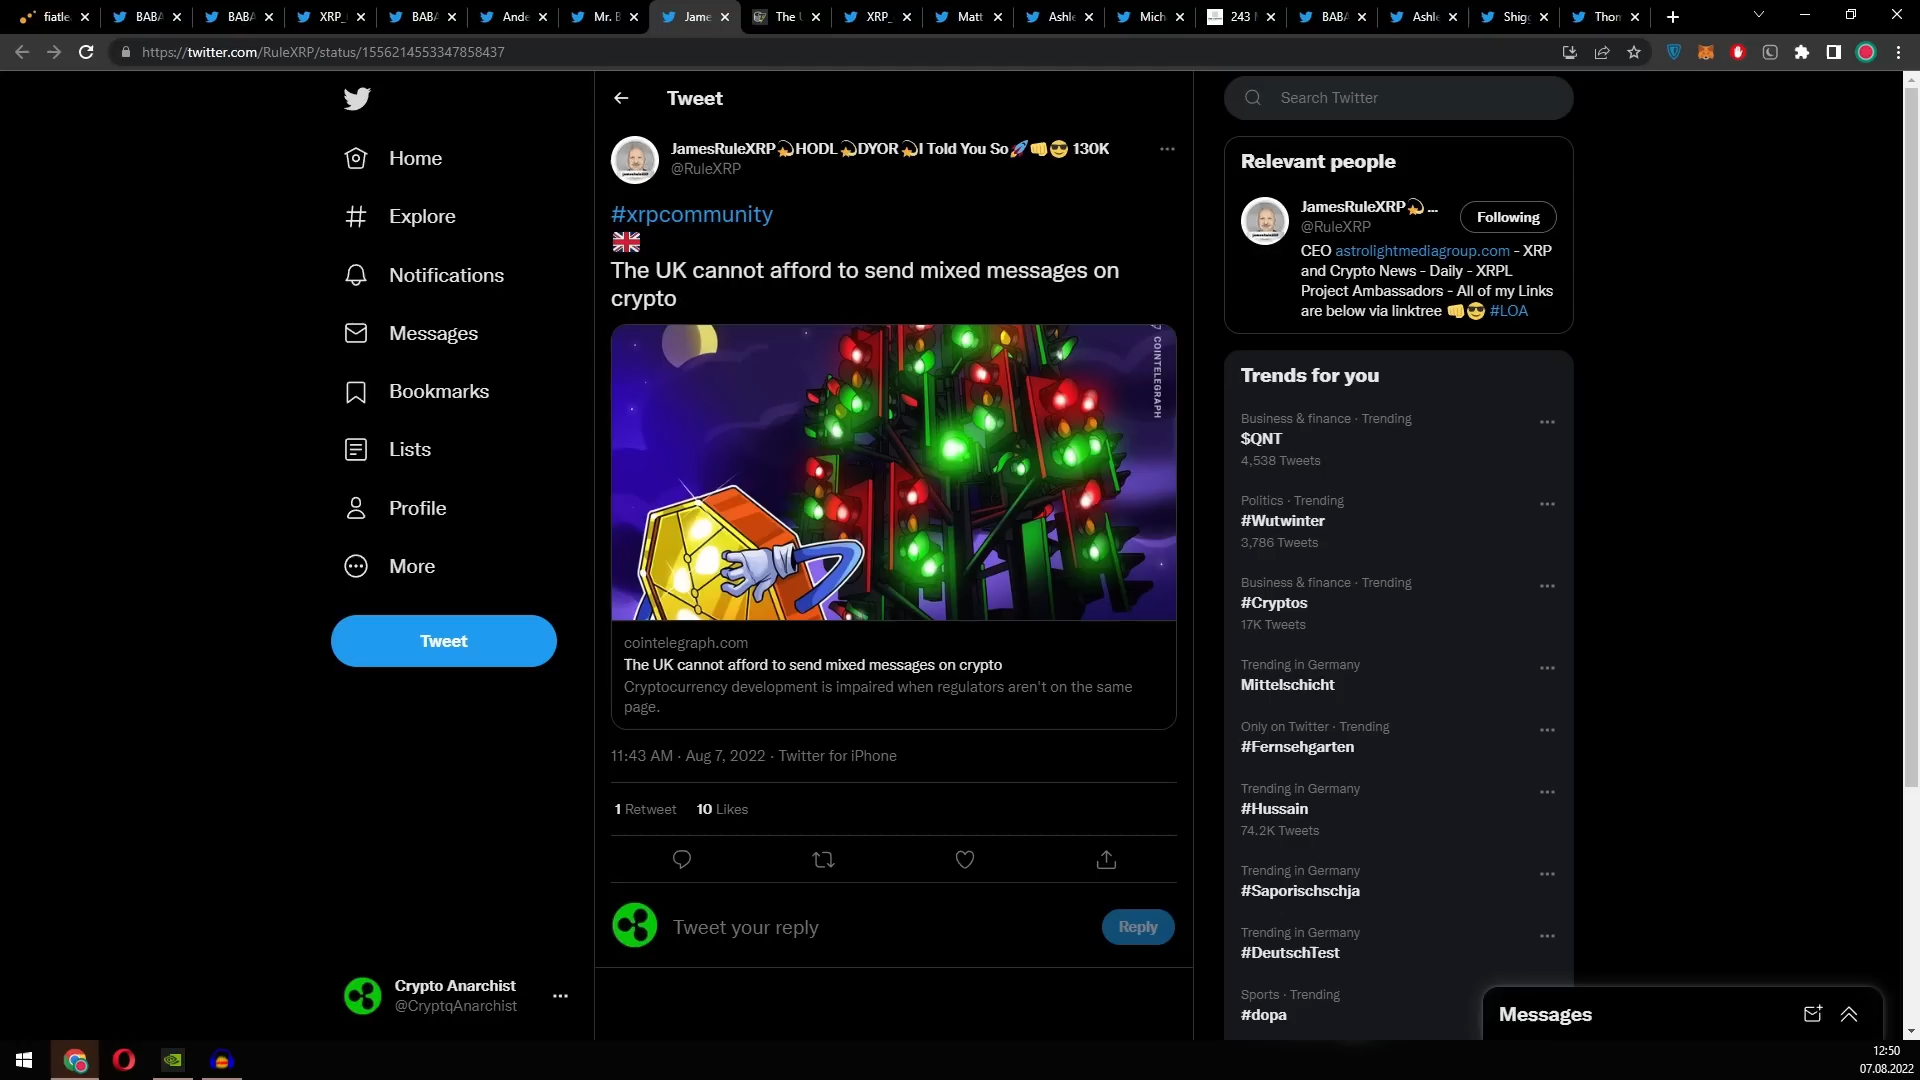 fiatle
BABA
BABA
XRP_
BABA
Ande
Mr. B
Jame
The U
XRP_
Matt
Ashle
Mich
243
BABA
Ashle
Shigo
Thom
https://twitter.com/RuleXRP/status/1556214553347858437
Home
Explore
Notifications
Messages
Bookmarks
Lists
Profile
More
Tweet
Crypto Anarchist
@CryptqAnarchist
Tweet
JamesRuleXRP💫HODL💫DYOR💫I Told You So🚀👊😎 130K
@RuleXRP
#xrpcommunity
🇬🇧
The UK cannot afford to send mixed messages on
crypto
COINTELEGRAPH
cointelegraph.com
The UK cannot afford to send mixed messages on crypto
Cryptocurrency development is impaired when regulators aren't on the same
page.
11:43 AM · Aug 7, 2022 · Twitter for iPhone
1 Retweet 10 Likes
Tweet your reply
Reply
Search Twitter
Relevant people
JamesRuleXRP💫 ...
@RuleXRP
Following
CEO astrolightmediagroup.com - XRP
and Crypto News - Daily - XRPL
Project Ambassadors - All of my Links
are below via linktree 👊😎 #LOA
Trends for you
Business & finance · Trending
$QNT
4,538 Tweets
Politics · Trending
#Wutwinter
3,786 Tweets
Business & finance · Trending
#Cryptos
17K Tweets
Trending in Germany
Mittelschicht
Only on Twitter · Trending
#Fernsehgarten
Trending in Germany
#Hussain
74.2K Tweets
Trending in Germany
#Saporischschja
Trending in Germany
#DeutschTest
Sports · Trending
#dopa
Messages
12:50
07.08.2022